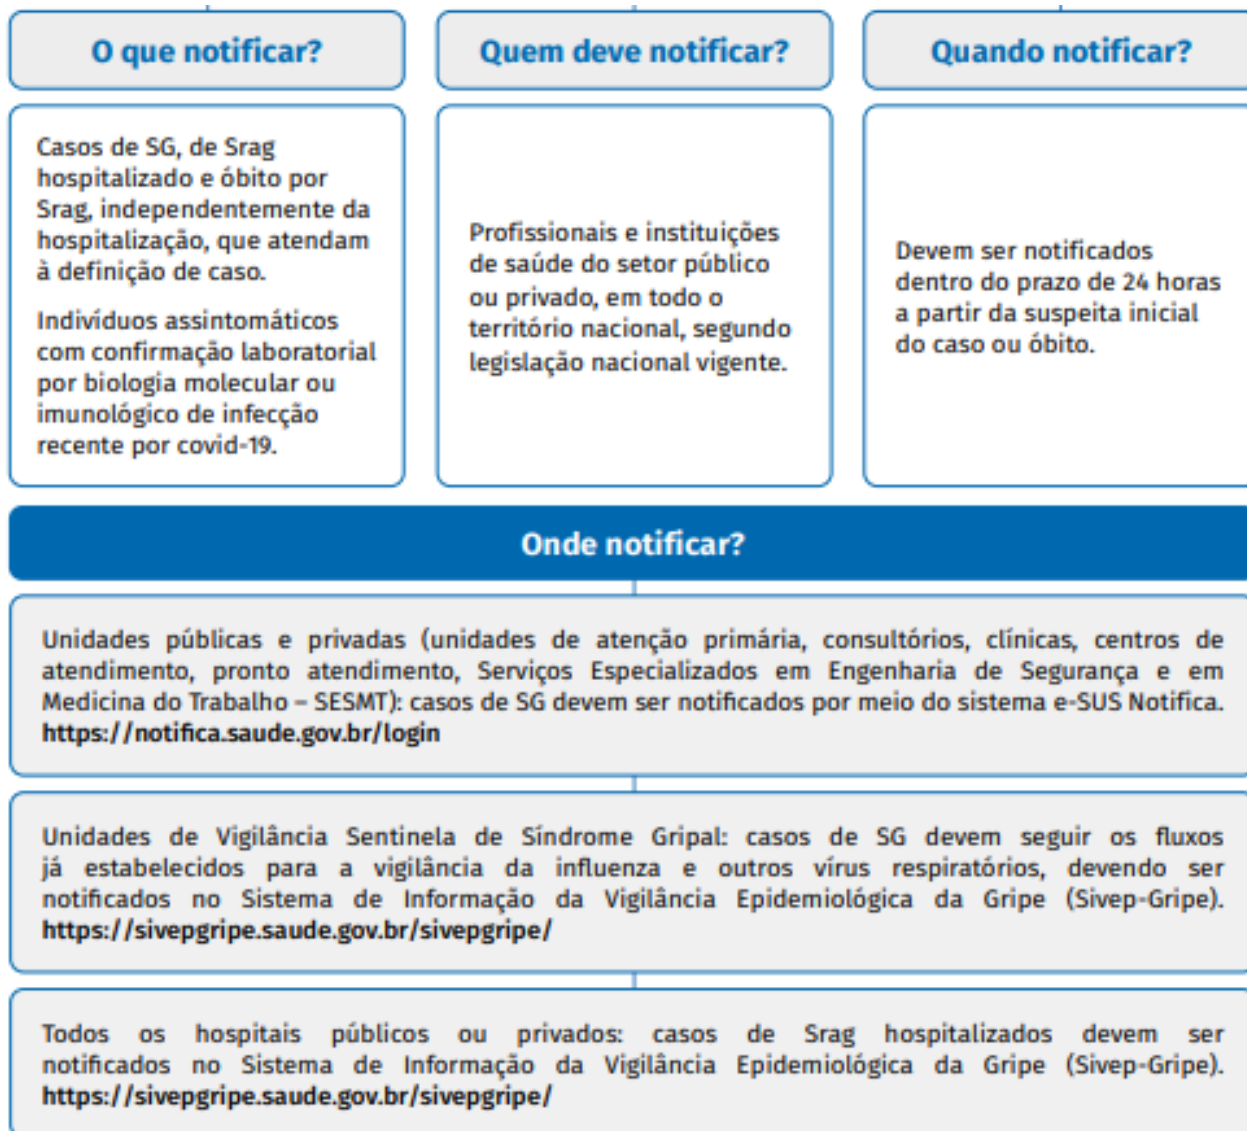 O que notificar?
Casos de SG, de Srag
hospitalizado e óbito por
Srag, independentemente da
hospitalização, que atendam
à definição de caso.
Indivíduos assintomáticos
com confirmação laboratorial
por biologia molecular ou
imunológico de infecção
recente por covid-19.
Quem deve notificar?
Profissionais e instituições
de saúde do setor público
ou privado, em todo o
território nacional, segundo
legislação nacional vigente.
Quando notificar?
Devem ser notificados
dentro do prazo de 24 horas
a partir da suspeita inicial
do caso ou óbito.
Onde notificar?
Unidades públicas e privadas (unidades de atenção primária, consultórios, clínicas, centros de
atendimento, pronto atendimento, Serviços Especializados em Engenharia de Segurança e em
Medicina do Trabalho – SESMT): casos de SG devem ser notificados por meio do sistema e-SUS Notifica.
https://notifica.saude.gov.br/login
Unidades de Vigilância Sentinela de Síndrome Gripal: casos de SG devem seguir os fluxos
já estabelecidos para a vigilância da influenza e outros vírus respiratórios, devendo ser
notificados no Sistema de Informação da Vigilância Epidemiológica da Gripe (Sivep-Gripe).
https://sivepgripe.saude.gov.br/sivepgripe/
Todos os hospitais públicos ou privados: casos de Srag hospitalizados devem ser
notificados no Sistema de Informação da Vigilância Epidemiológica da Gripe (Sivep-Gripe).
https://sivepgripe.saude.gov.br/sivepgripe/